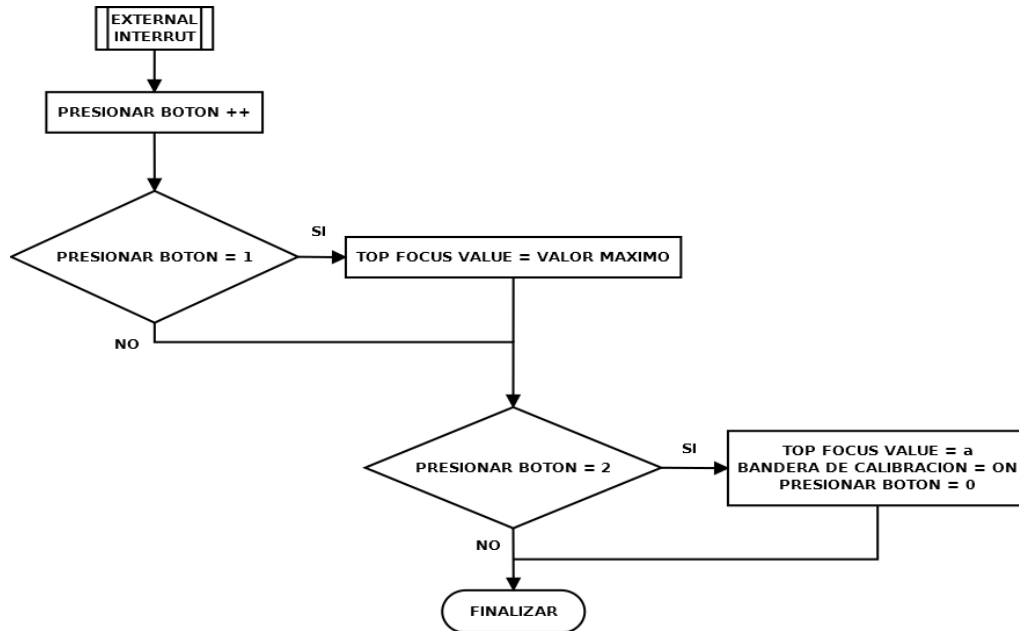 EXTERNAL
INTERRUT
PRESIONAR BOTON ++
PRESIONAR BOTON = 1
SI
TOP FOCUS VALUE = VALOR MAXIMO
NO
PRESIONAR BOTON = 2
SI
TOP FOCUS VALUE = a
BANDERA DE CALIBRACION = ON
PRESIONAR BOTON = 0
NO
FINALIZAR